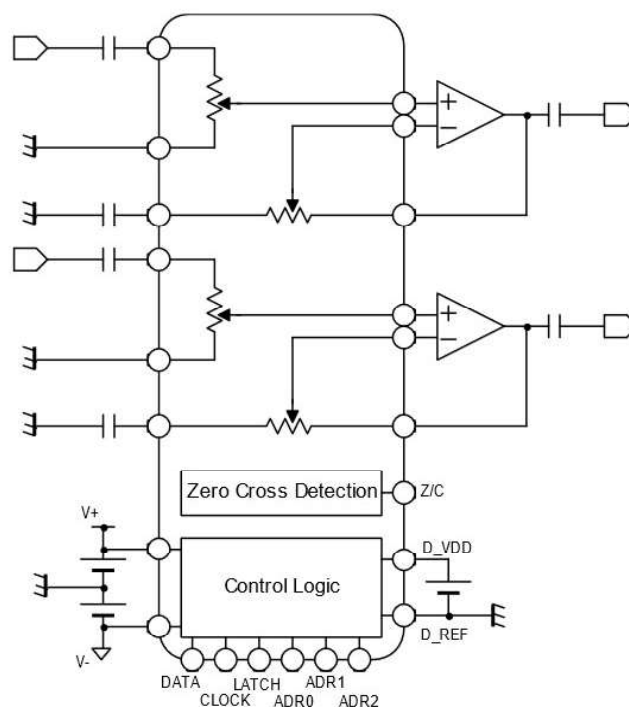 +
−
+
−
Zero Cross Detection
Z/C
V+
D_VDD
Control Logic
V-
D_REF
DATA
CLOCK
LATCH
ADR0
ADR1
ADR2